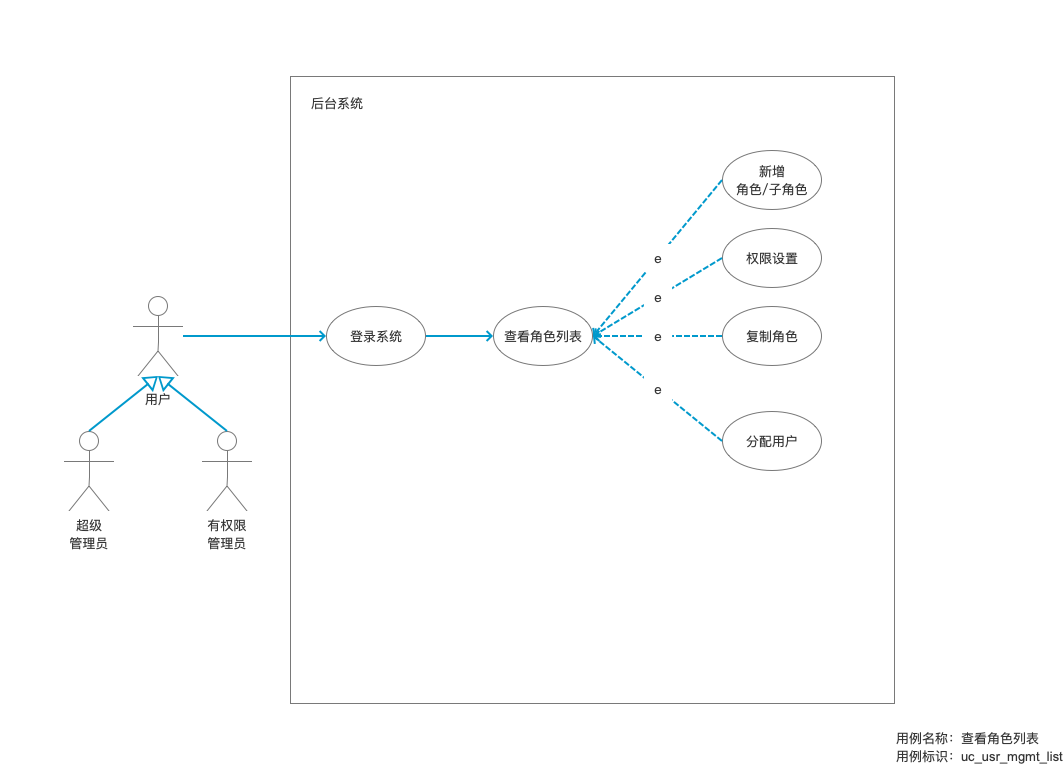 后台系统
新增
角色/子角色
e
权限设置
e
登录系统
查看角色列表
e
复制角色
e
用户
分配用户
超级
管理员
有权限
管理员
用例名称：查看角色列表
用例标识：uc_usr_mgmt_list